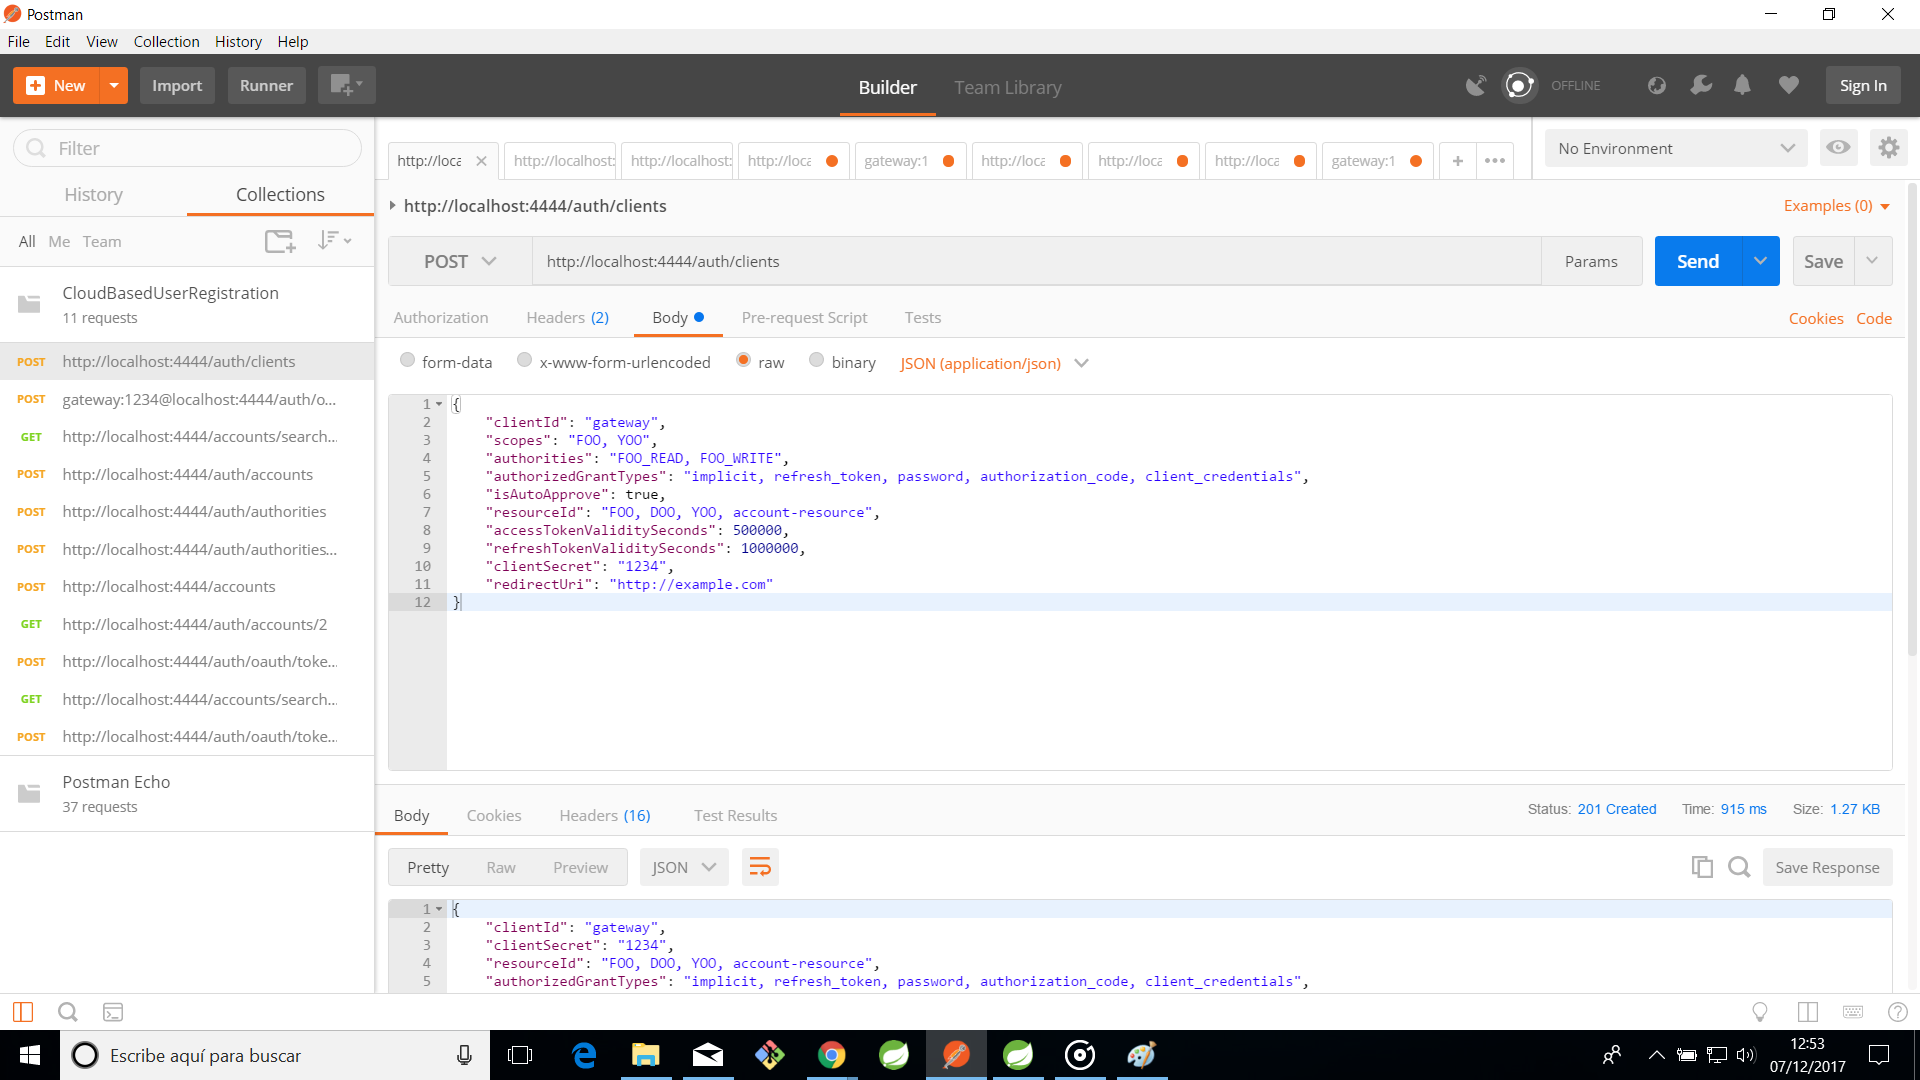 Postman
File Edit View Collection History Help
New Import Runner Builder Team Library OFFLINE Sign In
Filter
History Collections
All Me Team
CloudBasedUserRegistration
11 requests
POST http://localhost:4444/auth/clients
POST gateway:1234@localhost:4444/auth/o...
GET http://localhost:4444/accounts/search...
POST http://localhost:4444/auth/accounts
POST http://localhost:4444/auth/authorities
POST http://localhost:4444/auth/authorities...
POST http://localhost:4444/accounts
GET http://localhost:4444/auth/accounts/2
POST http://localhost:4444/auth/oauth/toke...
GET http://localhost:4444/accounts/search...
POST http://localhost:4444/auth/oauth/toke...
Postman Echo
37 requests
http://loca http://localhost: http://localhost: http://loca gateway:1 http://loca http://loca http://loca gateway:1 + •••
No Environment
http://localhost:4444/auth/clients
Examples (0)
POST http://localhost:4444/auth/clients Params Send Save
Authorization Headers (2) Body Pre-request Script Tests Cookies Code
form-data x-www-form-urlencoded raw binary JSON (application/json)
1 {
2 "clientId": "gateway",
3 "scopes": "FOO, YOO",
4 "authorities": "FOO_READ, FOO_WRITE",
5 "authorizedGrantTypes": "implicit, refresh_token, password, authorization_code, client_credentials",
6 "isAutoApprove": true,
7 "resourceId": "FOO, DOO, YOO, account-resource",
8 "accessTokenValiditySeconds": 500000,
9 "refreshTokenValiditySeconds": 1000000,
10 "clientSecret": "1234",
11 "redirectUri": "http://example.com"
12 }
Body Cookies Headers (16) Test Results Status: 201 Created Time: 915 ms Size: 1.27 KB
Pretty Raw Preview JSON Save Response
1 {
2 "clientId": "gateway",
3 "clientSecret": "1234",
4 "resourceId": "FOO, DOO, YOO, account-resource",
5 "authorizedGrantTypes": "implicit, refresh_token, password, authorization_code, client_credentials",
Escribe aquí para buscar
12:53
07/12/2017